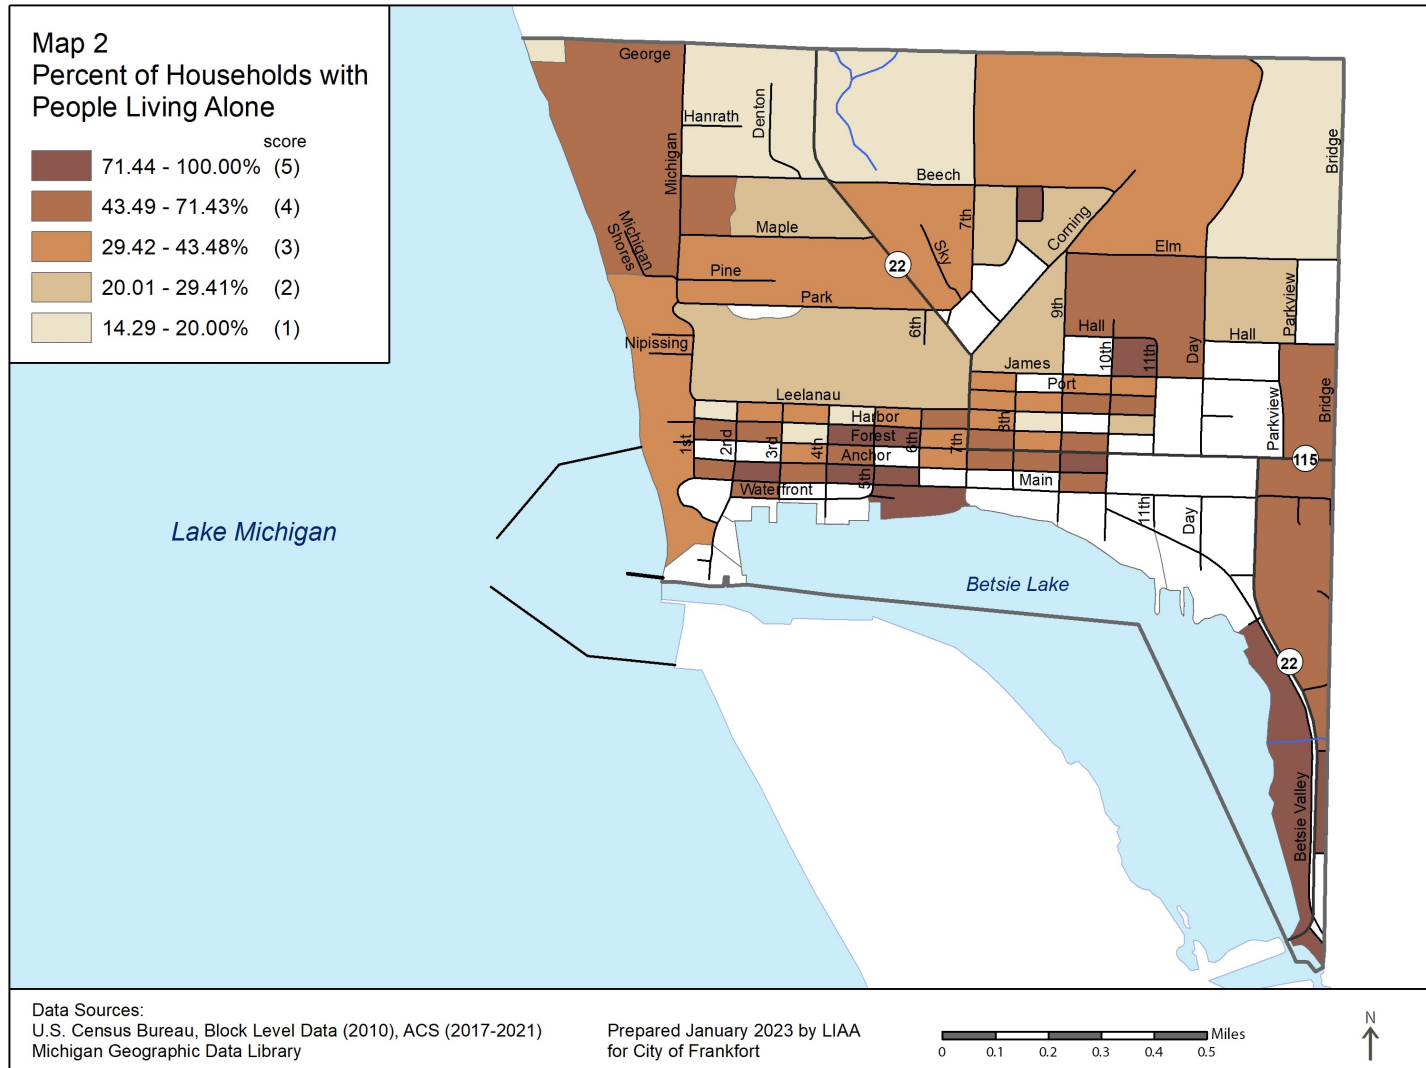 Map 2
Percent of Households with
People Living Alone
score
71.44 - 100.00% (5)
43.49 - 71.43% (4)
29.42 - 43.48% (3)
20.01 - 29.41% (2)
14.29 - 20.00% (1)
George
Hanrath
Denton
Michigan
Bridge
Beech
Michigan
Shores
Maple
7th
Corning
Sky
22
Elm
Pine
Park
6th
9th
Parkview
Hall
Hall
10th
11th
Day
Nipissing
James
Port
Leelanau
Harbor
8th
Parkview
Bridge
Forest
1st
2nd
3rd
4th
6th
7th
Anchor
115
5th
Main
Waterfront
11th
Day
Lake Michigan
Betsie Lake
22
Betsie Valley
Data Sources:
U.S. Census Bureau, Block Level Data (2010), ACS (2017-2021)
Michigan Geographic Data Library
Prepared January 2023 by LIAA
for City of Frankfort
Miles
0 0.1 0.2 0.3 0.4 0.5
N